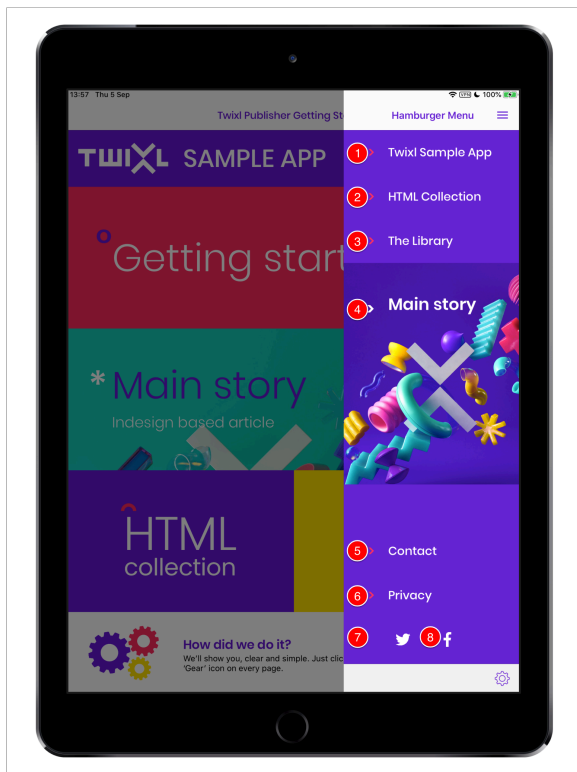 13:57 Thu 5 Sep
VPN 100%
Twixl Publisher Getting St
Hamburger Menu
TWIXL SAMPLE APP
1 Twixl Sample App
2 HTML Collection
3 The Library
Getting start
4 Main story
Main story
Indesign based article
HTML
collection
5 Contact
6 Privacy
7
8
How did we do it?
We'll show you, clear and simple. Just clic
'Gear' icon on every page.